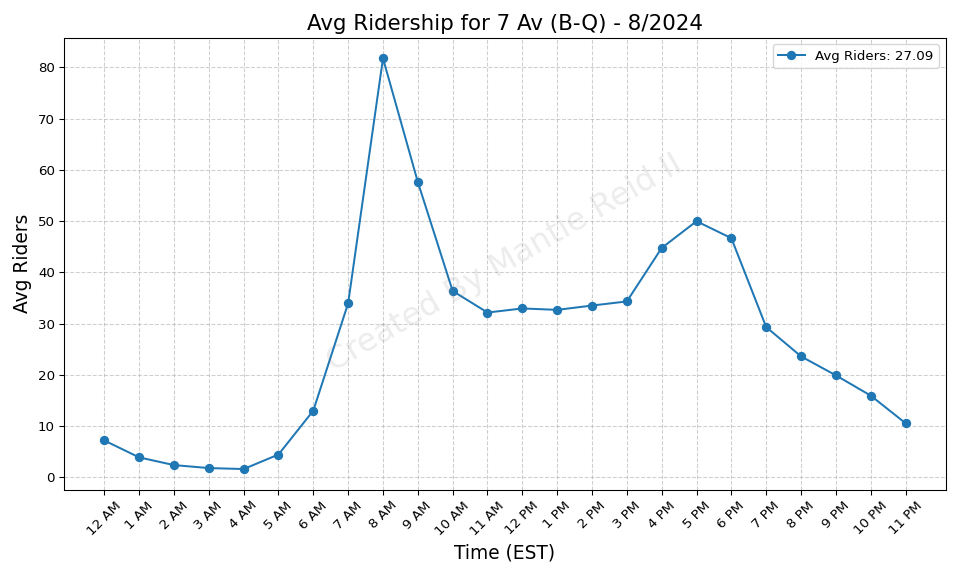 Avg Ridership for 7 Av (B-Q) - 8/2024
Avg Riders: 27.09
80
70
60
50
40
30
20
10
0
Avg Riders
Created By Mantle Reid II
12 AM 1 AM 2 AM 3 AM 4 AM 5 AM 6 AM 7 AM 8 AM 9 AM 10 AM 11 AM 12 PM 1 PM 2 PM 3 PM 4 PM 5 PM 6 PM 7 PM 8 PM 9 PM 10 PM 11 PM
Time (EST)